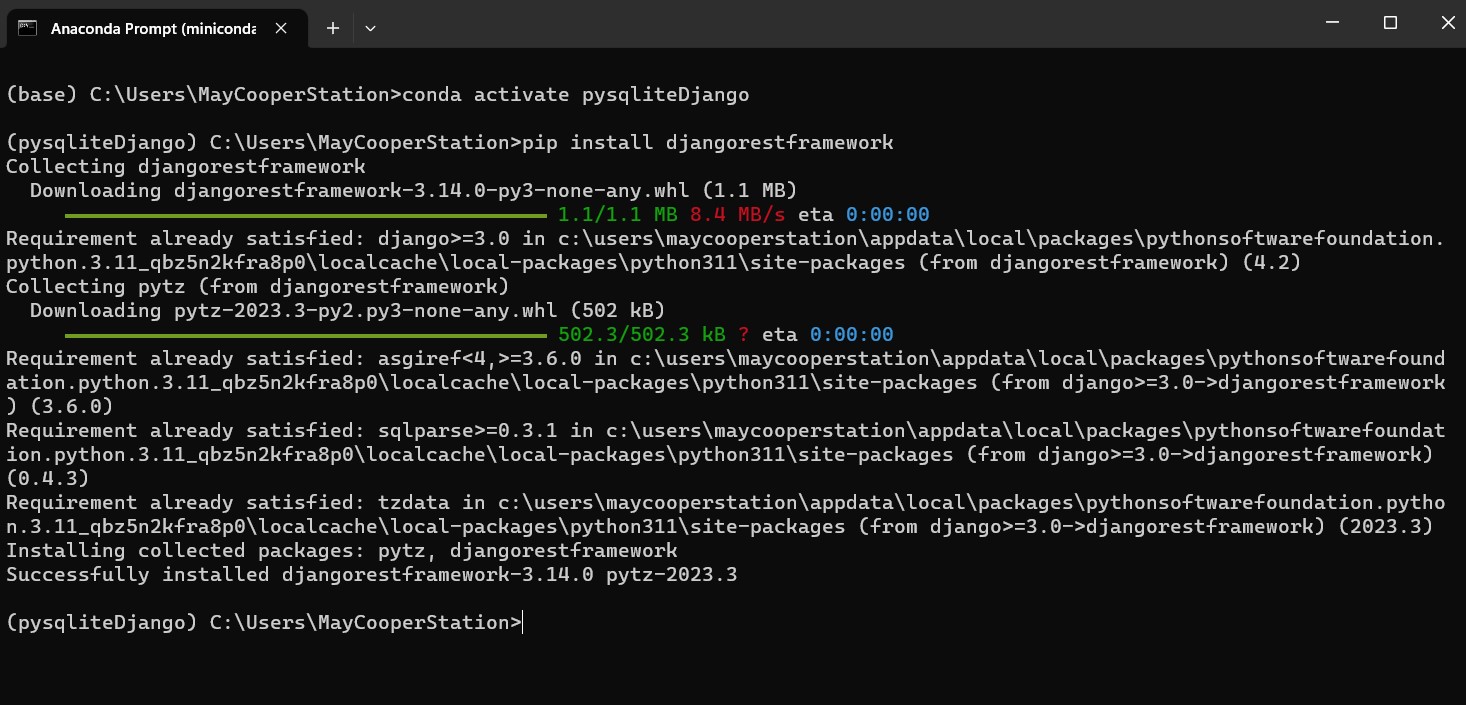 Anaconda Prompt (miniconda
(base) C:\Users\MayCooperStation>conda activate pysqliteDjango
(pysqliteDjango) C:\Users\MayCooperStation>pip install djangorestframework
Collecting djangorestframework
  Downloading djangorestframework-3.14.0-py3-none-any.whl (1.1 MB)
1.1/1.1 MB 8.4 MB/s eta 0:00:00
Requirement already satisfied: django>=3.0 in c:\users\maycooperstation\appdata\local\packages\pythonsoftwarefoundation.
python.3.11_qbz5n2kfra8p0\localcache\local-packages\python311\site-packages (from djangorestframework) (4.2)
Collecting pytz (from djangorestframework)
  Downloading pytz-2023.3-py2.py3-none-any.whl (502 kB)
502.3/502.3 kB ? eta 0:00:00
Requirement already satisfied: asgiref<4,>=3.6.0 in c:\users\maycooperstation\appdata\local\packages\pythonsoftwarefound
ation.python.3.11_qbz5n2kfra8p0\localcache\local-packages\python311\site-packages (from django>=3.0->djangorestframework
) (3.6.0)
Requirement already satisfied: sqlparse>=0.3.1 in c:\users\maycooperstation\appdata\local\packages\pythonsoftwarefoundat
ion.python.3.11_qbz5n2kfra8p0\localcache\local-packages\python311\site-packages (from django>=3.0->djangorestframework)
(0.4.3)
Requirement already satisfied: tzdata in c:\users\maycooperstation\appdata\local\packages\pythonsoftwarefoundation.pytho
n.3.11_qbz5n2kfra8p0\localcache\local-packages\python311\site-packages (from django>=3.0->djangorestframework) (2023.3)
Installing collected packages: pytz, djangorestframework
Successfully installed djangorestframework-3.14.0 pytz-2023.3
(pysqliteDjango) C:\Users\MayCooperStation>